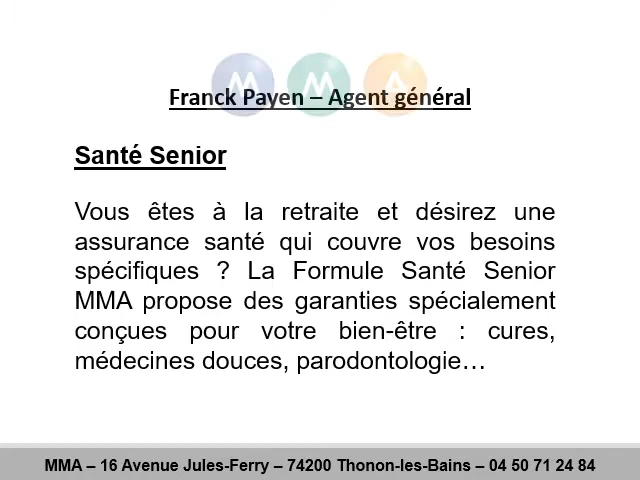 M M A
Franck Payen – Agent général
Santé Senior
Vous êtes à la retraite et désirez une
assurance santé qui couvre vos besoins
spécifiques ? La Formule Santé Senior
MMA propose des garanties spécialement
conçues pour votre bien-être : cures,
médecines douces, parodontologie…
MMA – 16 Avenue Jules-Ferry – 74200 Thonon-les-Bains – 04 50 71 24 84